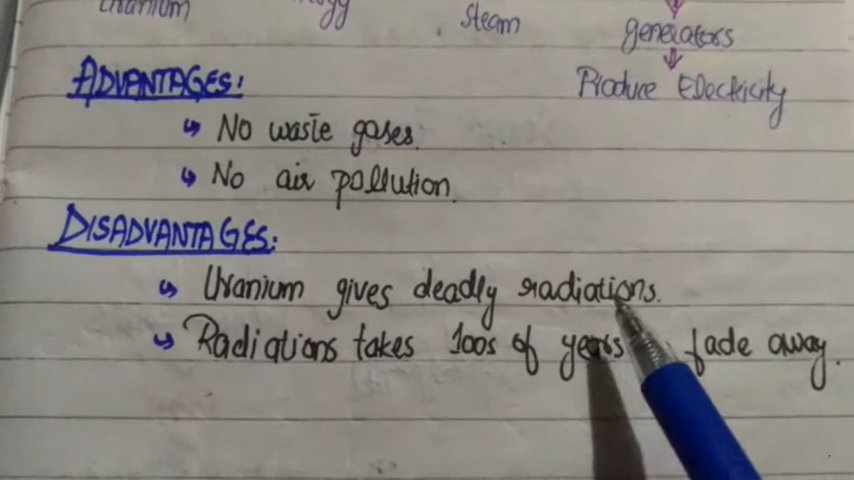 Uranium Steam
generators
Produce Electricity
ADVANTAGES:
No waste gases.
No air pollution.
DISADVANTAGES:
Uranium gives deadly radiations.
Radiations takes 100s of years fade away.